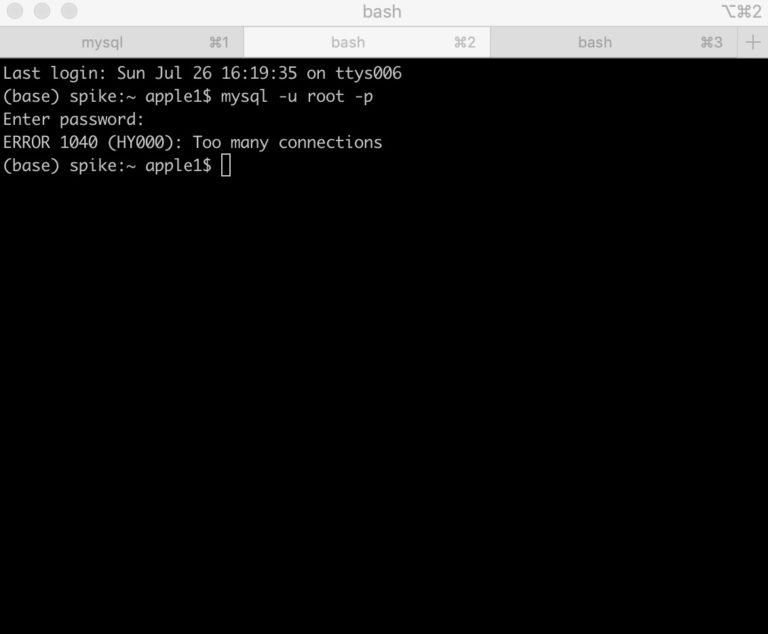 bash ⌥⌘2
mysql ⌘1 bash ⌘2 bash ⌘3 +
Last login: Sun Jul 26 16:19:35 on ttys006
(base) spike:~ apple1$ mysql -u root -p
Enter password:
ERROR 1040 (HY000): Too many connections
(base) spike:~ apple1$